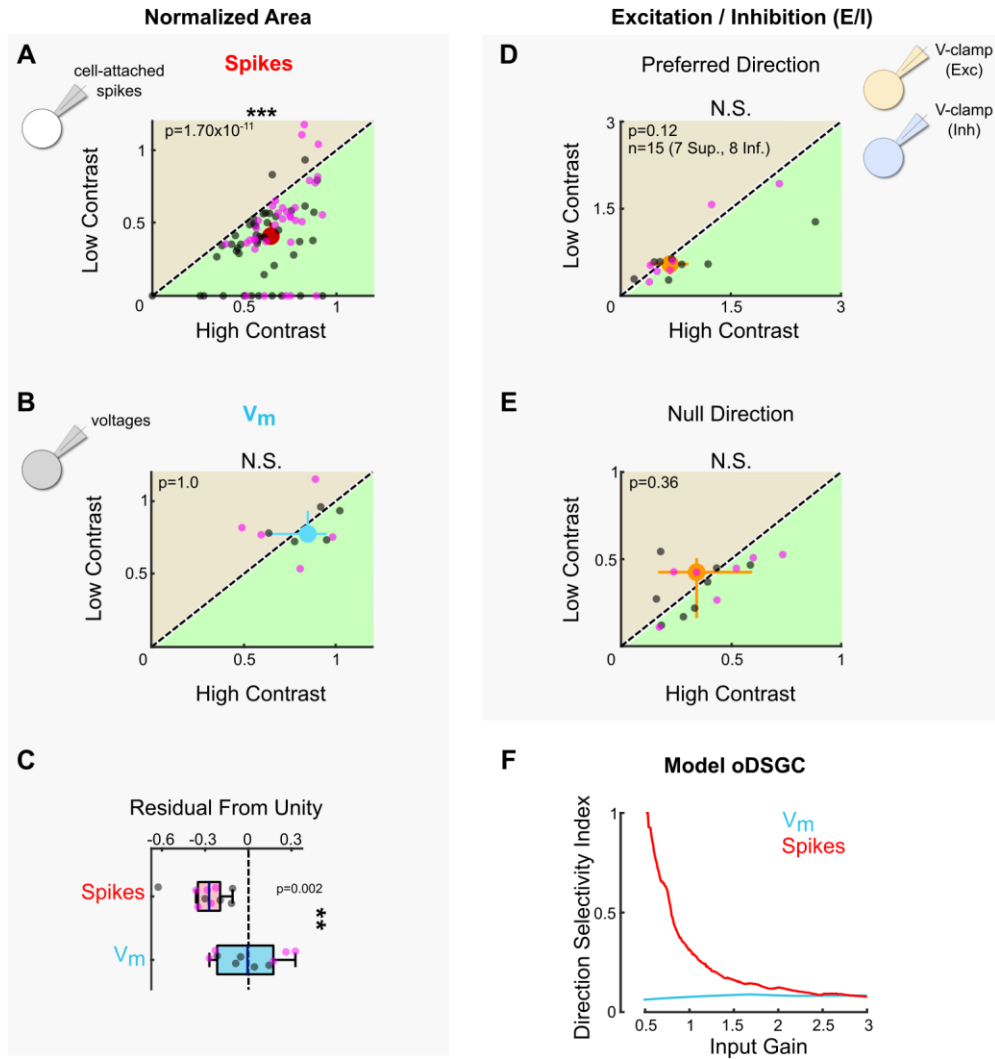 Normalized Area
A
cell-attached
spikes
Spikes
***
p=1.70x10⁻¹¹
1
0.5
0
0.5
1
Low Contrast
High Contrast
B
voltages
Vₘ
N.S.
p=1.0
1
0.5
0
0.5
1
Low Contrast
High Contrast
C
Residual From Unity
-0.6 -0.3 0 0.3
Spikes
p=0.002
**
Vₘ
Excitation / Inhibition (E/I)
D
Preferred Direction
V-clamp
(Exc)
V-clamp
(Inh)
N.S.
p=0.12
n=15 (7 Sup., 8 Inf.)
3
1.5
0
1.5
3
Low Contrast
High Contrast
E
Null Direction
N.S.
p=0.36
1
0.5
0
0.5
1
Low Contrast
High Contrast
F
Model oDSGC
Vₘ
Spikes
1
0.5
0
0.5 1 1.5 2 2.5 3
Direction Selectivity Index
Input Gain